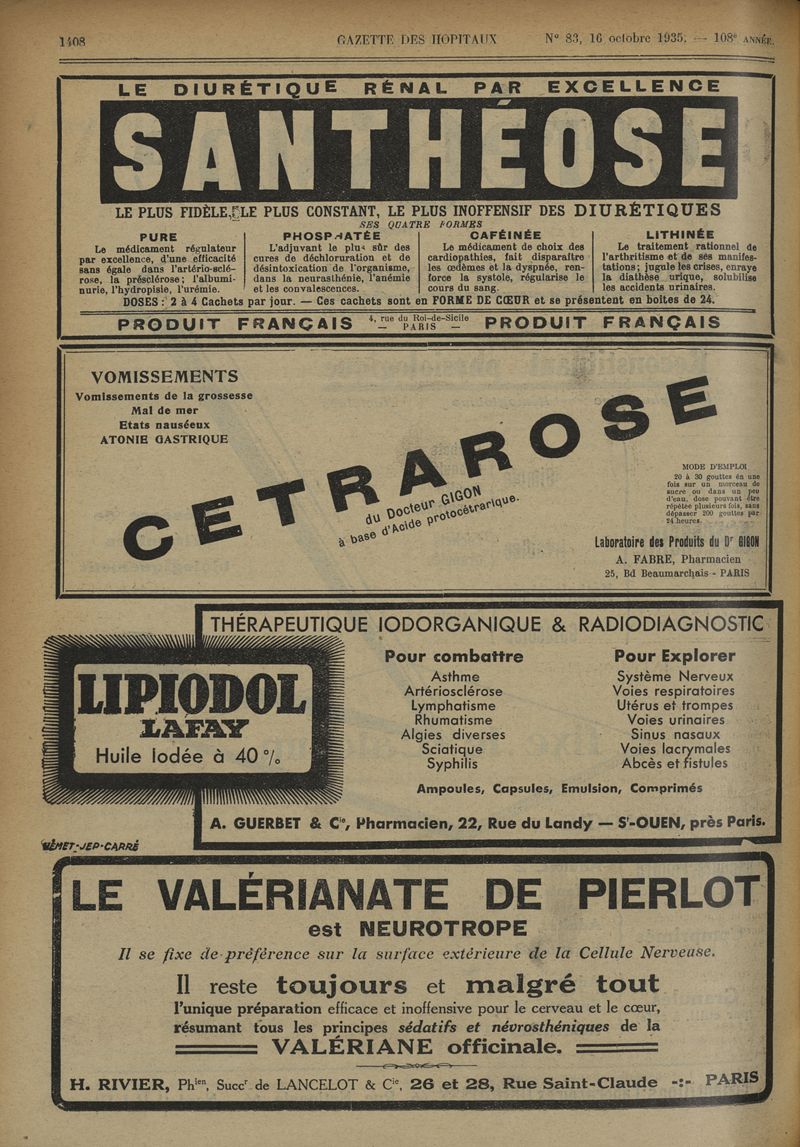 1408 GAZETTE DES HOPITAUX N° 83, 16 octobre 1935. — 108e ANNÉE.
LE DIURÉTIQUE RÉNAL PAR EXCELLENCE
SANTHÉOSE
LE PLUS FIDÈLE, LE PLUS CONSTANT, LE PLUS INOFFENSIF DES DIURÉTIQUES
SES QUATRE FORMES
PURE
Le médicament régulateur
par excellence, d'une efficacité
sans égale dans l'artério-sclé-
rose, la présclérose; l'albumi-
nurie, l'hydropisie, l'urémie.
PHOSPHATÉE
L'adjuvant le plus sûr des
cures de déchloruration et de
désintoxication de l'organisme,
dans la neurasthénie, l'anémie
et les convalescences.
CAFÉINÉE
Le médicament de choix des
cardiopathies, fait disparaître
les œdèmes et la dyspnée, ren-
force la systole, régularise le
cours du sang.
LITHINÉE
Le traitement rationnel de
l'arthritisme et de ses manifes-
tations; jugule les crises, enraye
la diathèse urique, solubilise
les accidents urinaires.
DOSES: 2 à 4 Cachets par jour. — Ces cachets sont en FORME DE CŒUR et se présentent en boîtes de 24.
PRODUIT FRANÇAIS 4, rue du Roi-de-Sicile PRODUIT FRANÇAIS
— PARIS —
VOMISSEMENTS
Vomissements de la grossesse
Mal de mer
Etats nauséeux
ATONIE GASTRIQUE
CETRAROSE
du Docteur GIGON
à base d'Acide protocétrarique.
MODE D'EMPLOI
20 à 30 gouttes en une
fois sur un morceau de
sucre ou dans un peu
d'eau, dose pouvant être
répétée plusieurs fois, sans
dépasser 200 gouttes par
24 heures.
Laboratoire des Produits du Dr GIGON
A. FABRE, Pharmacien
25, Bd Beaumarchais - PARIS
THÉRAPEUTIQUE IODORGANIQUE & RADIODIAGNOSTIC
LIPIODOL
LAFAY
Huile Iodée à 40 %
Pour combattre
Asthme
Artériosclérose
Lymphatisme
Rhumatisme
Algies diverses
Sciatique
Syphilis
Pour Explorer
Système Nerveux
Voies respiratoires
Utérus et trompes
Voies urinaires
Sinus nasaux
Voies lacrymales
Abcès et fistules
Ampoules, Capsules, Emulsion, Comprimés
A. GUERBET & Cie, Pharmacien, 22, Rue du Landy — St-OUEN, près Paris.
NÉMET-JEP-CARRÉ
LE VALÉRIANATE DE PIERLOT
est NEUROTROPE
Il se fixe de préférence sur la surface extérieure de la Cellule Nerveuse.
Il reste toujours et malgré tout
l'unique préparation efficace et inoffensive pour le cerveau et le cœur,
résumant tous les principes sédatifs et névrosthéniques de la
VALÉRIANE officinale.
H. RIVIER, Phien, Succr de LANCELOT & Cie, 26 et 28, Rue Saint-Claude -:- PARIS